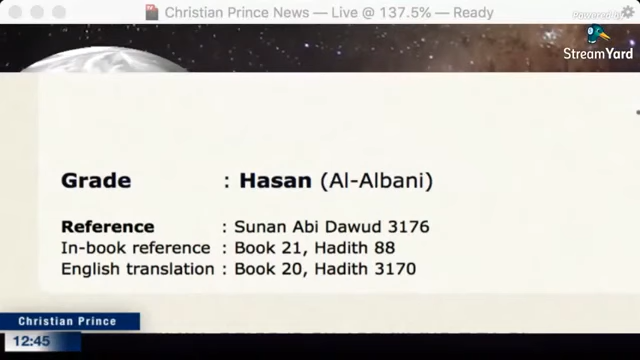 Christian Prince News — Live @ 137.5% — Ready
Powered by
StreamYard
Grade : Hasan (Al-Albani)
Reference : Sunan Abi Dawud 3176
In-book reference : Book 21, Hadith 88
English translation : Book 20, Hadith 3170
Christian Prince
12:45